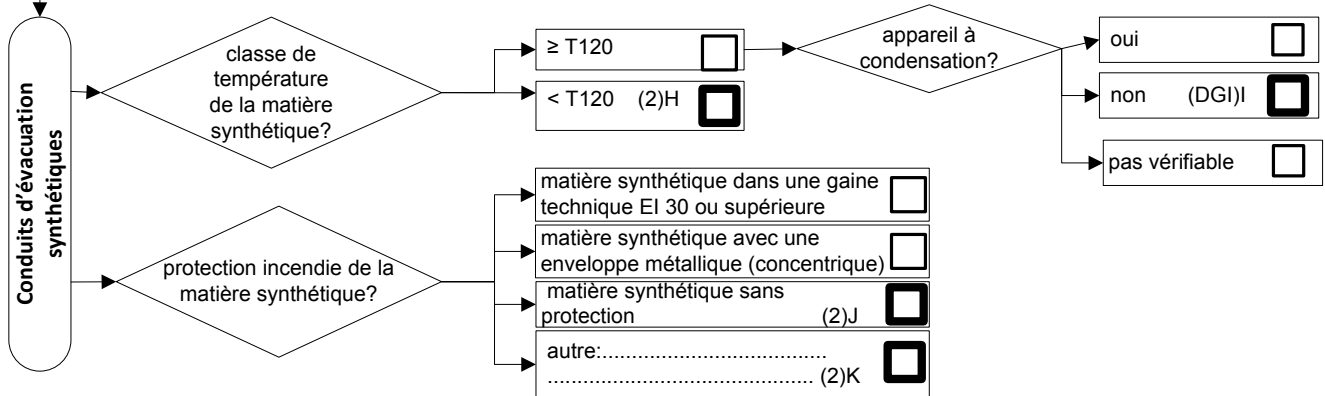 Conduits d'évacuation
synthétiques
classe de
température
de la matière
synthétique?
≥ T120
< T120 (2)H
appareil à
condensation?
oui
non (DGI)I
pas vérifiable
protection incendie de la
matière synthétique?
matière synthétique dans une gaine
technique EI 30 ou supérieure
matière synthétique avec une
enveloppe métallique (concentrique)
matière synthétique sans
protection (2)J
autre:......................................
............................................. (2)K